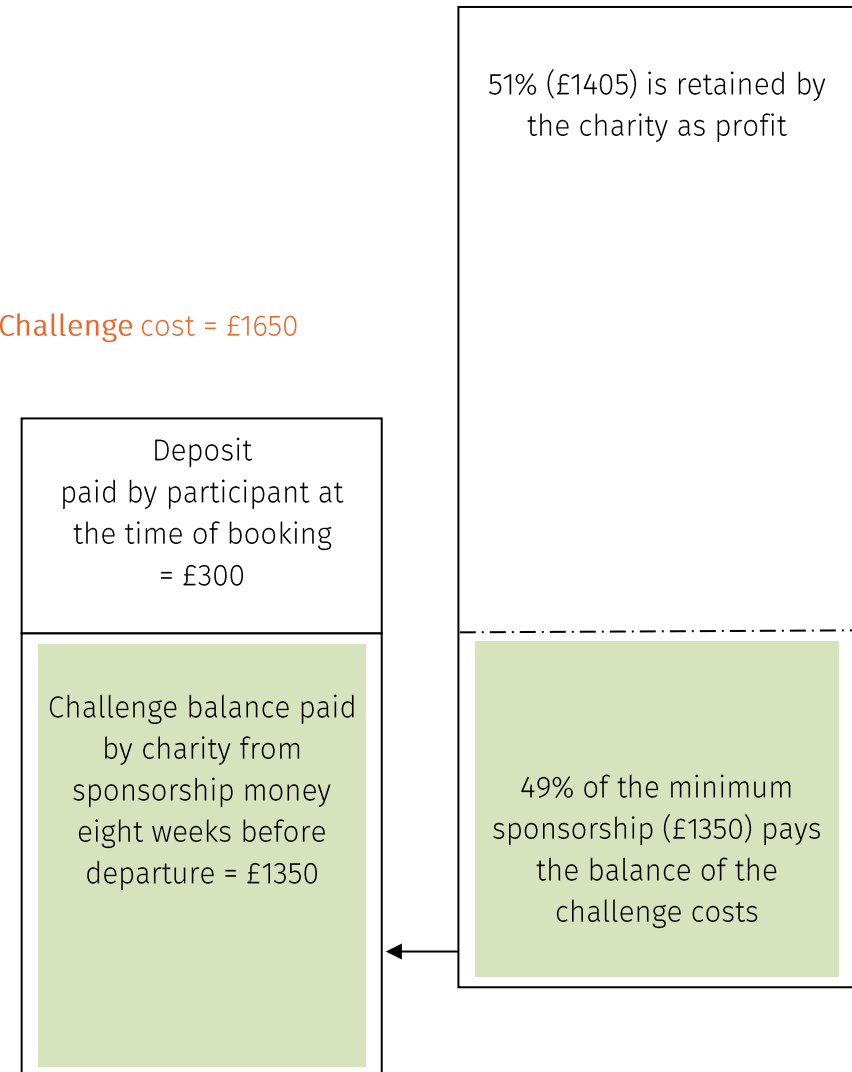 51% (£1405) is retained by
the charity as profit
Challenge cost = £1650
Deposit
paid by participant at
the time of booking
= £300
Challenge balance paid
by charity from
sponsorship money
eight weeks before
departure = £1350
49% of the minimum
sponsorship (£1350) pays
the balance of the
challenge costs